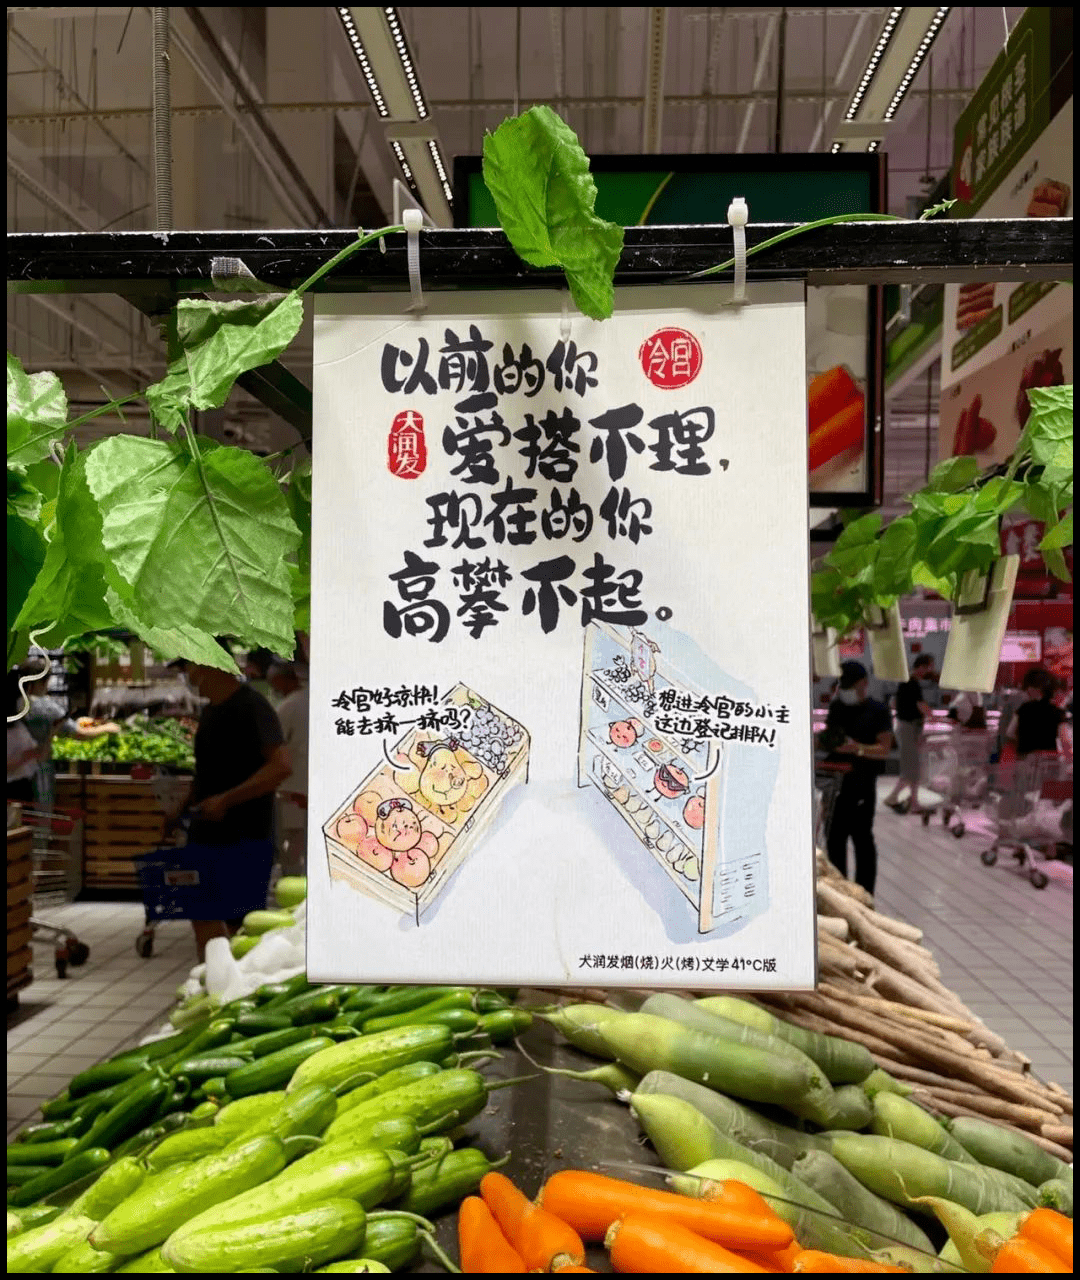 以前的你
冷宫
大润发
爱搭不理，
现在的你
高攀不起。
冷宫好凉快！
能去挤一挤吗？
想进冷宫的小主
这边登记排队！
大润发烟(烧)火(烤)文学41°C版